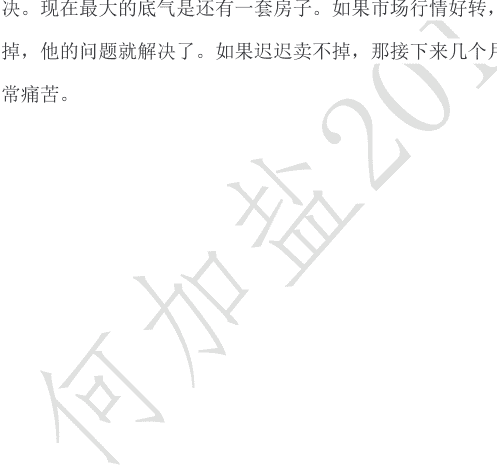 决。现在最大的底气是还有一套房子。如果市场行情好转，
掉，他的问题就解决了。如果迟迟卖不掉，那接下来几个月
常痛苦。
何加盐201